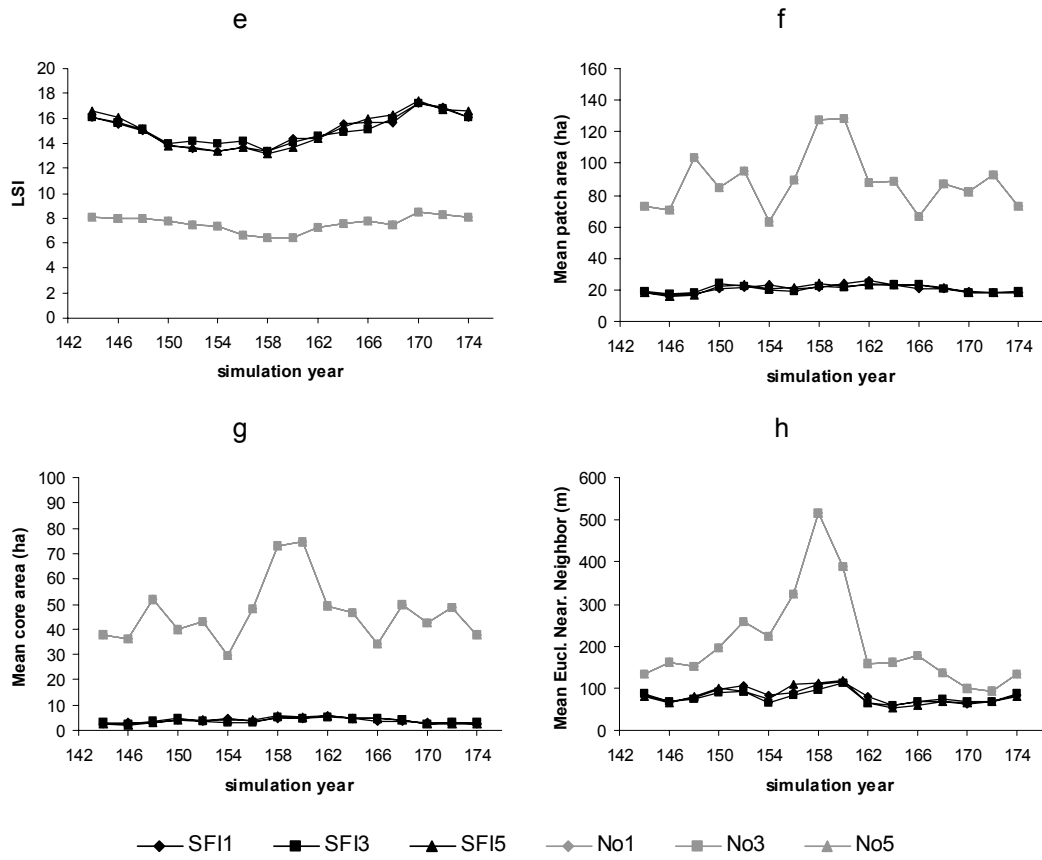 e
20
18
16
14
12
10
8
6
4
2
0
LSI
142 146 150 154 158 162 166 170 174
simulation year
f
160
140
120
100
80
60
40
20
0
Mean patch area (ha)
142 146 150 154 158 162 166 170 174
simulation year
g
100
90
80
70
60
50
40
30
20
10
0
Mean core area (ha)
142 146 150 154 158 162 166 170 174
simulation year
h
600
500
400
300
200
100
0
Mean Eucl. Near. Neighbor (m)
142 146 150 154 158 162 166 170 174
simulation year
SFI1 SFI3 SFI5 No1 No3 No5